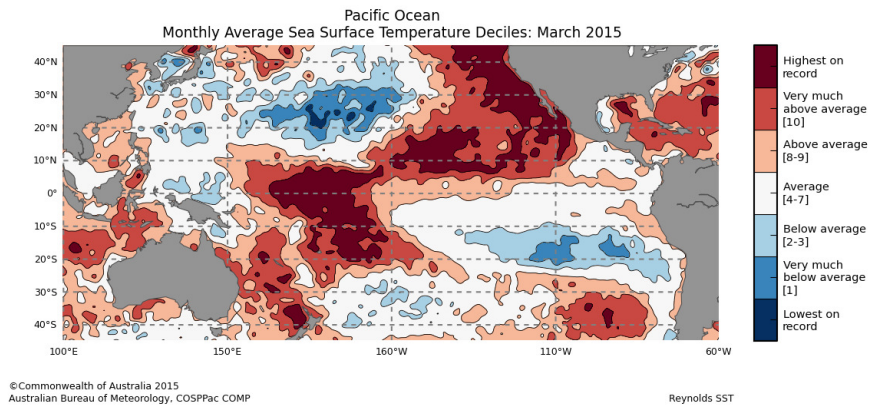 Pacific Ocean
Monthly Average Sea Surface Temperature Deciles: March 2015
40°N
30°N
20°N
10°N
0°
10°S
20°S
30°S
40°S
100°E
150°E
160°W
110°W
60°W
Highest on
record
Very much
above average
[10]
Above average
[8-9]
Average
[4-7]
Below average
[2-3]
Very much
below average
[1]
Lowest on
record
©Commonwealth of Australia 2015
Australian Bureau of Meteorology, COSPPac COMP
Reynolds SST